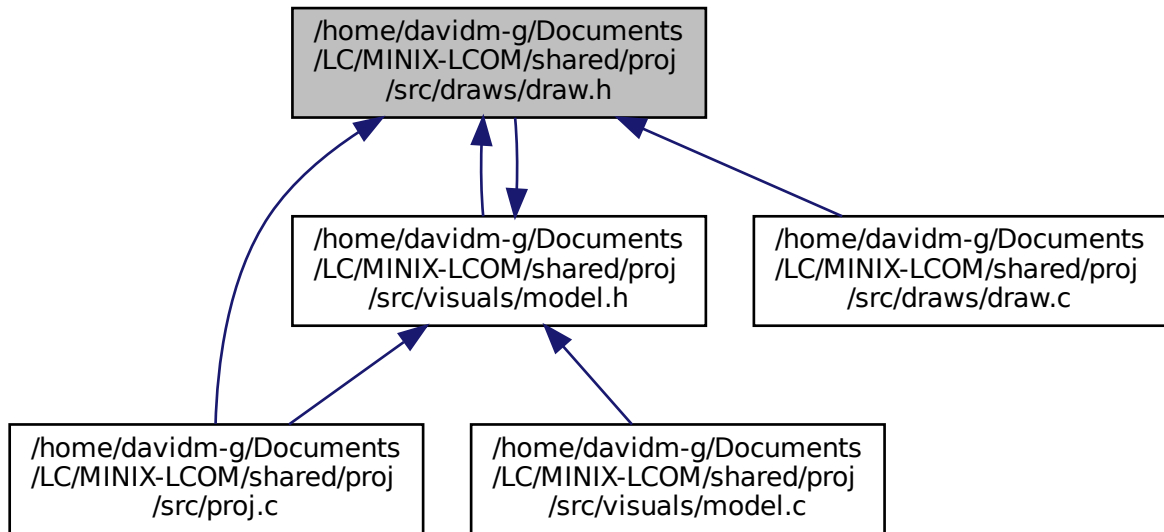 /home/davidm-g/Documents
/LC/MINIX-LCOM/shared/proj
/src/draws/draw.h
/home/davidm-g/Documents
/LC/MINIX-LCOM/shared/proj
/src/visuals/model.h
/home/davidm-g/Documents
/LC/MINIX-LCOM/shared/proj
/src/draws/draw.c
/home/davidm-g/Documents
/LC/MINIX-LCOM/shared/proj
/src/proj.c
/home/davidm-g/Documents
/LC/MINIX-LCOM/shared/proj
/src/visuals/model.c